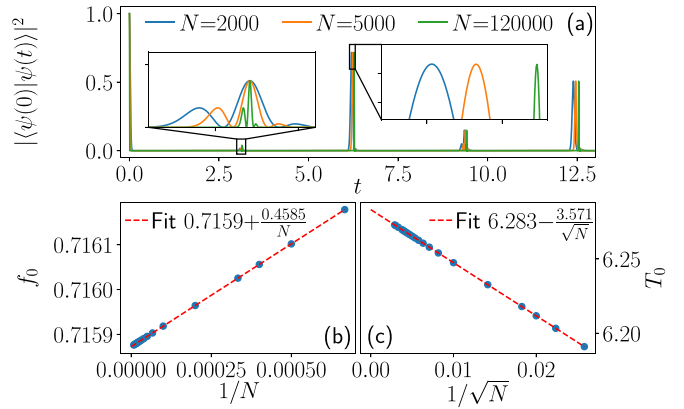 N=2000 N=5000 N=120000 (a)
|⟨ψ(0)|ψ(t)⟩|²
1.0
0.5
0.0
0.0 2.5 5.0 7.5 10.0 12.5
t
Fit 0.7159+0.4585/N
0.7161
0.7160
0.7159
f₀
(b)
0.00000 0.00025 0.00050
1/N
Fit 6.283−3.571/√N
6.25
6.20
T₀
(c)
0.00 0.01 0.02
1/√N